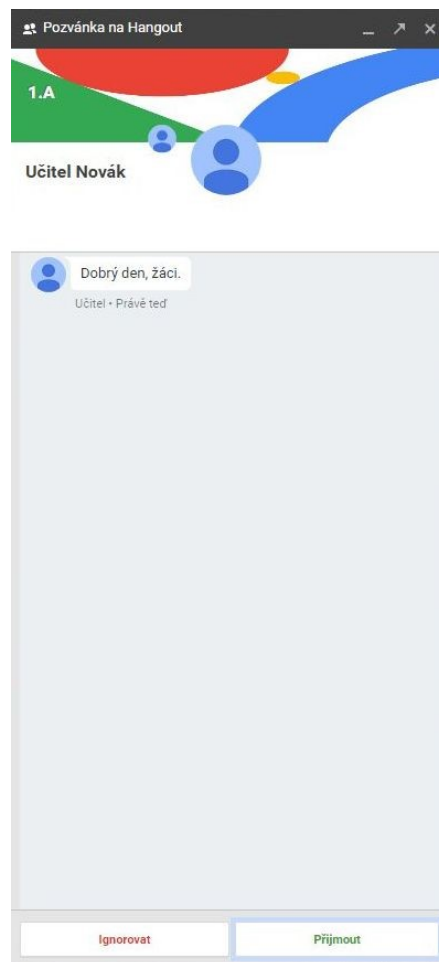 Pozvánka na Hangout
1.A
Učitel Novák
Dobrý den, žáci.
Učitel • Právě teď
Ignorovat
Přijmout